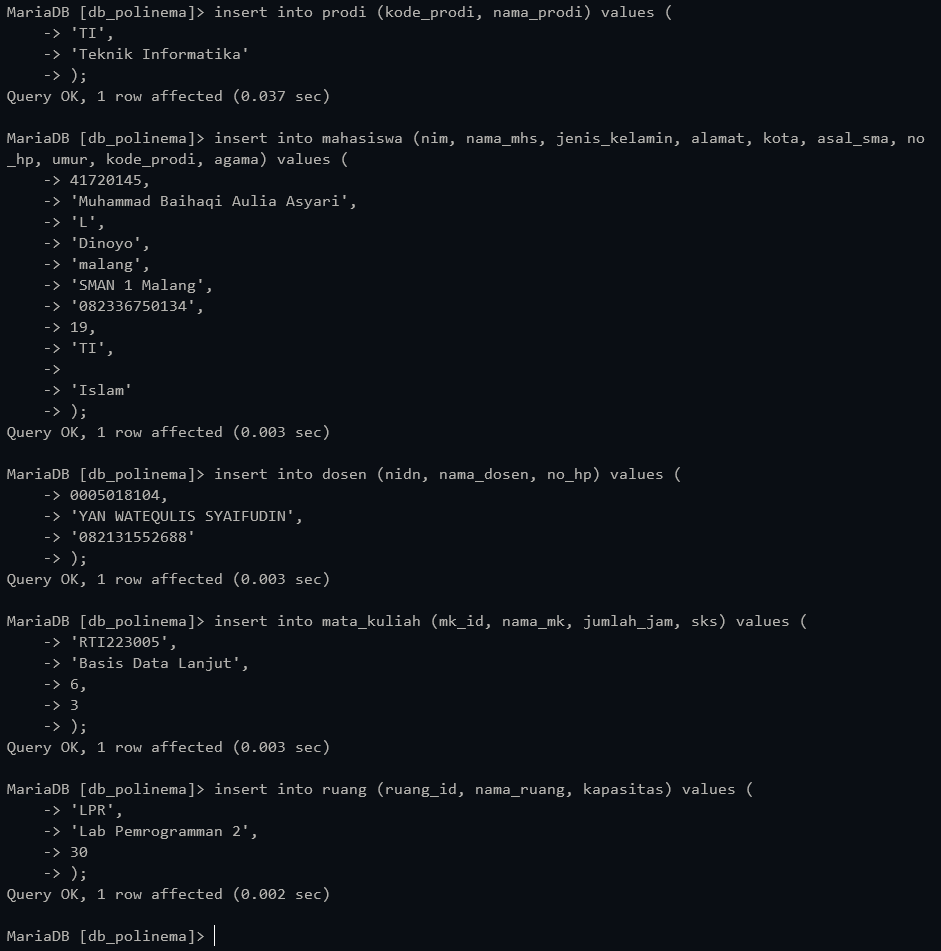 MariaDB [db_polinema]> insert into prodi (kode_prodi, nama_prodi) values (
    -> 'TI',
    -> 'Teknik Informatika'
    -> );
Query OK, 1 row affected (0.037 sec)

MariaDB [db_polinema]> insert into mahasiswa (nim, nama_mhs, jenis_kelamin, alamat, kota, asal_sma, no
_hp, umur, kode_prodi, agama) values (
    -> 41720145,
    -> 'Muhammad Baihaqi Aulia Asyari',
    -> 'L',
    -> 'Dinoyo',
    -> 'malang',
    -> 'SMAN 1 Malang',
    -> '082336750134',
    -> 19,
    -> 'TI',
    ->
    -> 'Islam'
    -> );
Query OK, 1 row affected (0.003 sec)

MariaDB [db_polinema]> insert into dosen (nidn, nama_dosen, no_hp) values (
    -> 0005018104,
    -> 'YAN WATEQULIS SYAIFUDIN',
    -> '082131552688'
    -> );
Query OK, 1 row affected (0.003 sec)

MariaDB [db_polinema]> insert into mata_kuliah (mk_id, nama_mk, jumlah_jam, sks) values (
    -> 'RTI223005',
    -> 'Basis Data Lanjut',
    -> 6,
    -> 3
    -> );
Query OK, 1 row affected (0.003 sec)

MariaDB [db_polinema]> insert into ruang (ruang_id, nama_ruang, kapasitas) values (
    -> 'LPR',
    -> 'Lab Pemrogramman 2',
    -> 30
    -> );
Query OK, 1 row affected (0.002 sec)

MariaDB [db_polinema]>